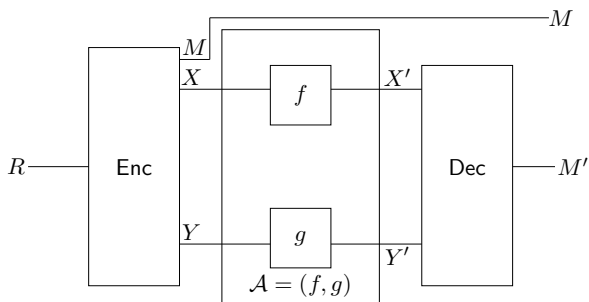 M
M
X
f
X′
R
Enc
Dec
M′
Y
g
Y′
𝒜 = (f, g)